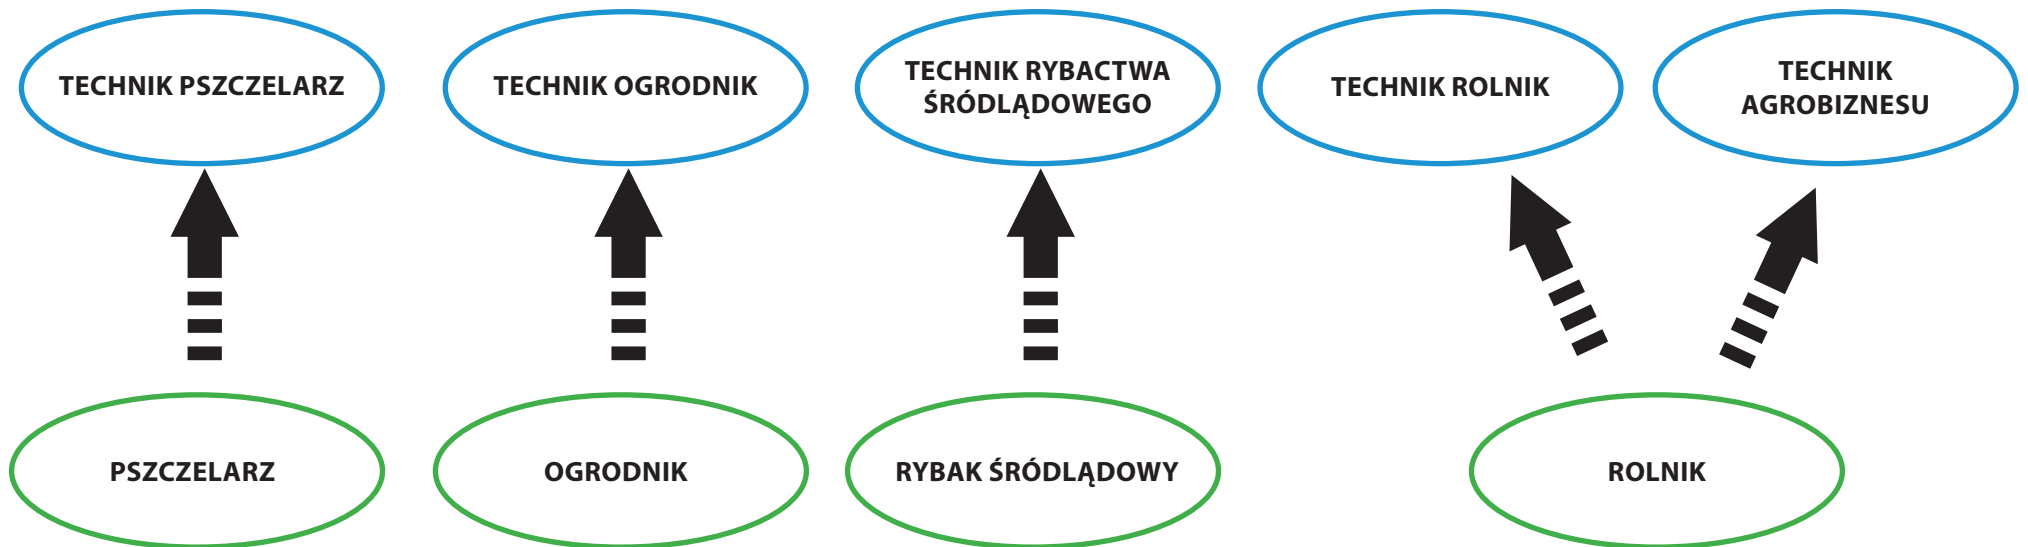 TECHNIK PSZCZELARZ
TECHNIK OGRODNIK
TECHNIK RYBACTWA
ŚRÓDLĄDOWEGO
TECHNIK ROLNIK
TECHNIK
AGROBIZNESU
PSZCZELARZ
OGRODNIK
RYBAK ŚRÓDLĄDOWY
ROLNIK